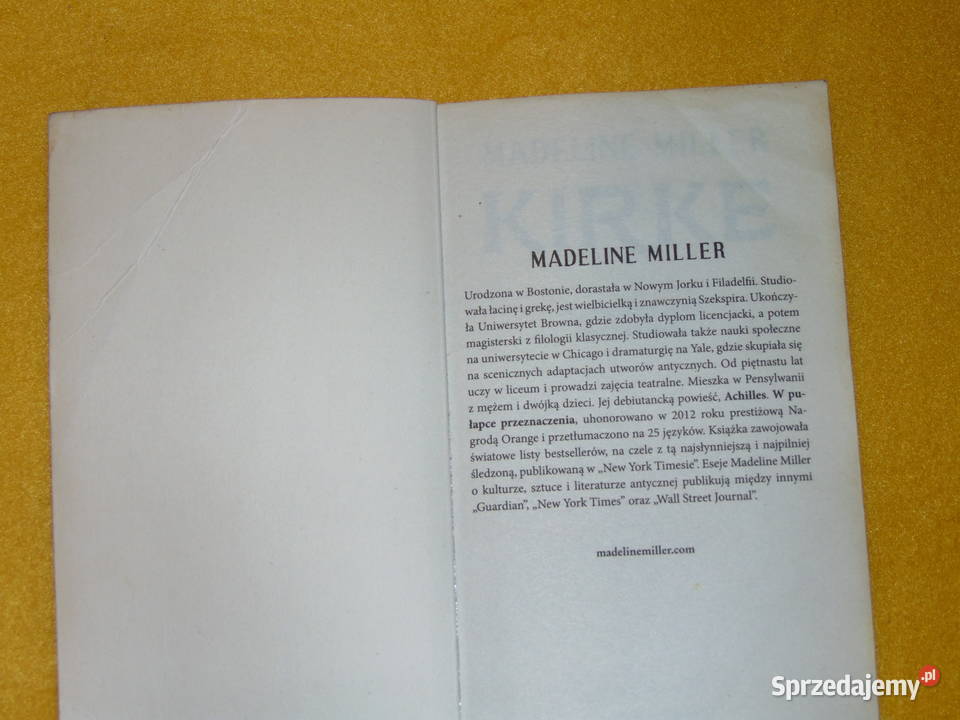 MADELINE MILLER
KIRKE
MADELINE MILLER
Urodzona w Bostonie, dorastała w Nowym Jorku i Filadelfii. Studio-
wała łacinę i grekę, jest wielbicielką i znawczynią Szekspira. Ukończy-
ła Uniwersytet Browna, gdzie zdobyła dyplom licencjacki, a potem
magisterski z filologii klasycznej. Studiowała także nauki społeczne
na uniwersytecie w Chicago i dramaturgię na Yale, gdzie skupiała się
na scenicznych adaptacjach utworów antycznych. Od piętnastu lat
uczy w liceum i prowadzi zajęcia teatralne. Mieszka w Pensylwanii
z mężem i dwójką dzieci. Jej debiutancką powieść, Achilles. W pu-
łapce przeznaczenia, uhonorowano w 2012 roku prestiżową Na-
grodą Orange i przetłumaczono na 25 języków. Książka zawojowała
światowe listy bestsellerów, na czele z tą najsłynniejszą i najpilniej
śledzoną, publikowaną w „New York Timesie”. Eseje Madeline Miller
o kulturze, sztuce i literaturze antycznej publikują między innymi
„Guardian”, „New York Times” oraz „Wall Street Journal”.
madelinemiller.com
Sprzedajemy.pl